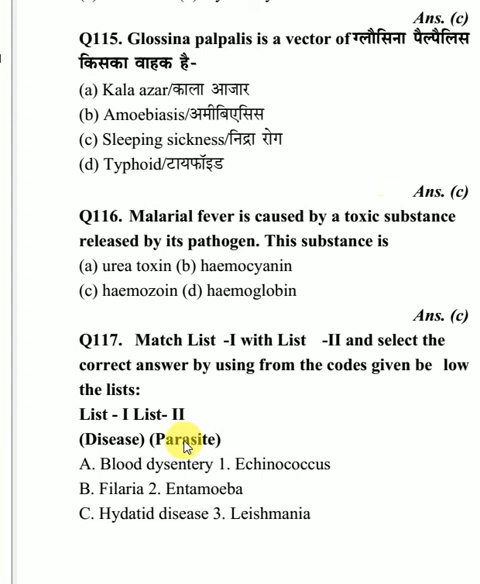 Ans. (c)
Q115. Glossina palpalis is a vector of ग्लौसिना पैल्पैलिस
किसका वाहक है-
(a) Kala azar/काला आजार
(b) Amoebiasis/अमीबिएसिस
(c) Sleeping sickness/निद्रा रोग
(d) Typhoid/टायफॉइड
Ans. (c)
Q116. Malarial fever is caused by a toxic substance
released by its pathogen. This substance is
(a) urea toxin (b) haemocyanin
(c) haemozoin (d) haemoglobin
Ans. (c)
Q117. Match List -I with List -II and select the
correct answer by using from the codes given be low
the lists:
List - I List- II
(Disease) (Parasite)
A. Blood dysentery 1. Echinococcus
B. Filaria 2. Entamoeba
C. Hydatid disease 3. Leishmania